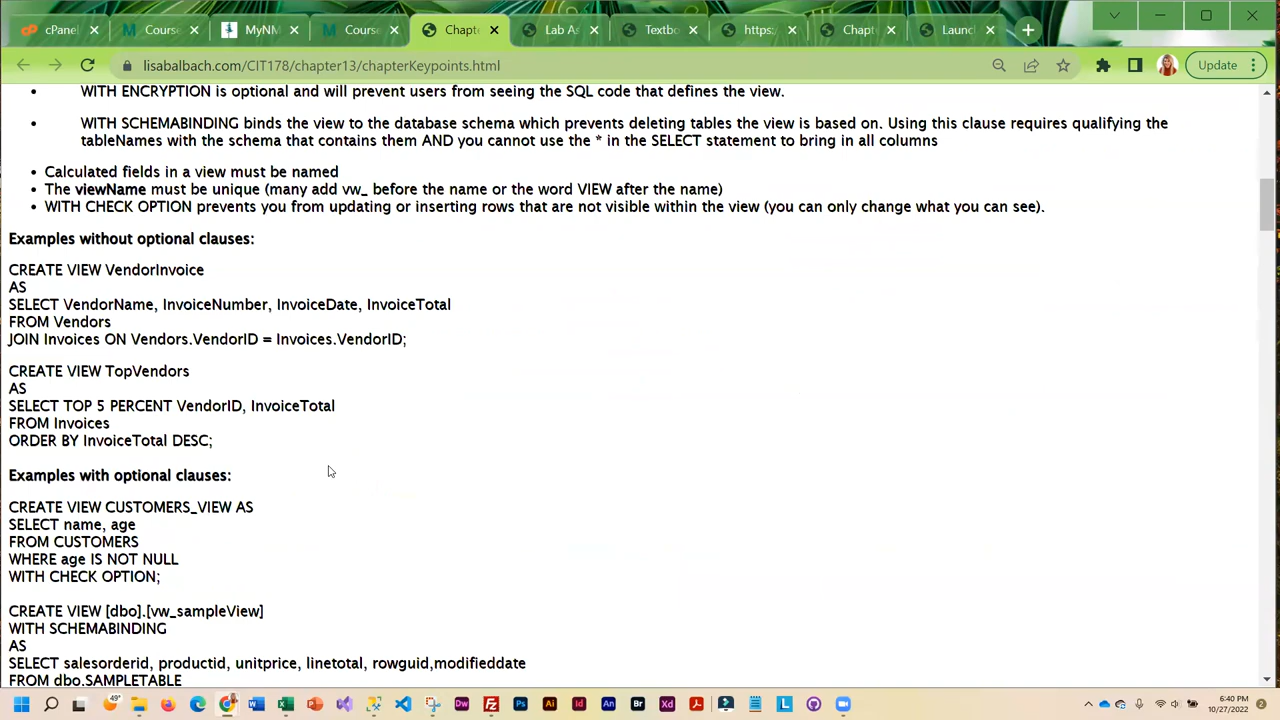 cPanel
Course
MyNM
Course
Chapte
Lab As
Textbo
https:/
Chapt
Launc
lisabalbach.com/CIT178/chapter13/chapterKeypoints.html
Update
• WITH ENCRYPTION is optional and will prevent users from seeing the SQL code that defines the view.
• WITH SCHEMABINDING binds the view to the database schema which prevents deleting tables the view is based on. Using this clause requires qualifying the
tableNames with the schema that contains them AND you cannot use the * in the SELECT statement to bring in all columns
• Calculated fields in a view must be named
• The viewName must be unique (many add vw_ before the name or the word VIEW after the name)
• WITH CHECK OPTION prevents you from updating or inserting rows that are not visible within the view (you can only change what you can see).
Examples without optional clauses:
CREATE VIEW VendorInvoice
AS
SELECT VendorName, InvoiceNumber, InvoiceDate, InvoiceTotal
FROM Vendors
JOIN Invoices ON Vendors.VendorID = Invoices.VendorID;
CREATE VIEW TopVendors
AS
SELECT TOP 5 PERCENT VendorID, InvoiceTotal
FROM Invoices
ORDER BY InvoiceTotal DESC;
Examples with optional clauses:
CREATE VIEW CUSTOMERS_VIEW AS
SELECT name, age
FROM CUSTOMERS
WHERE age IS NOT NULL
WITH CHECK OPTION;
CREATE VIEW [dbo].[vw_sampleView]
WITH SCHEMABINDING
AS
SELECT salesorderid, productid, unitprice, linetotal, rowguid,modifieddate
FROM dbo.SAMPLETABLE
49°
Dw
Ps
Ai
Id
An
Br
Xd
L
6:40 PM
10/27/2022